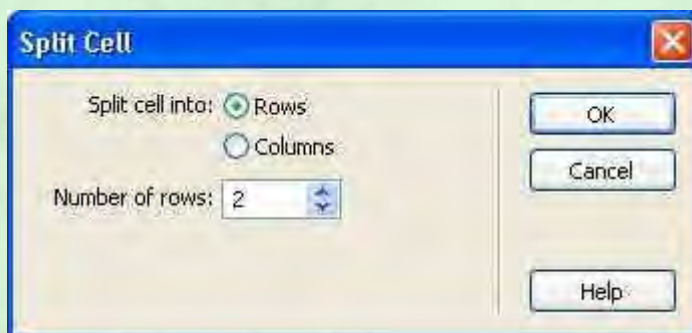 Split Cell
Split cell into: Rows
Columns
Number of rows: 2
OK
Cancel
Help